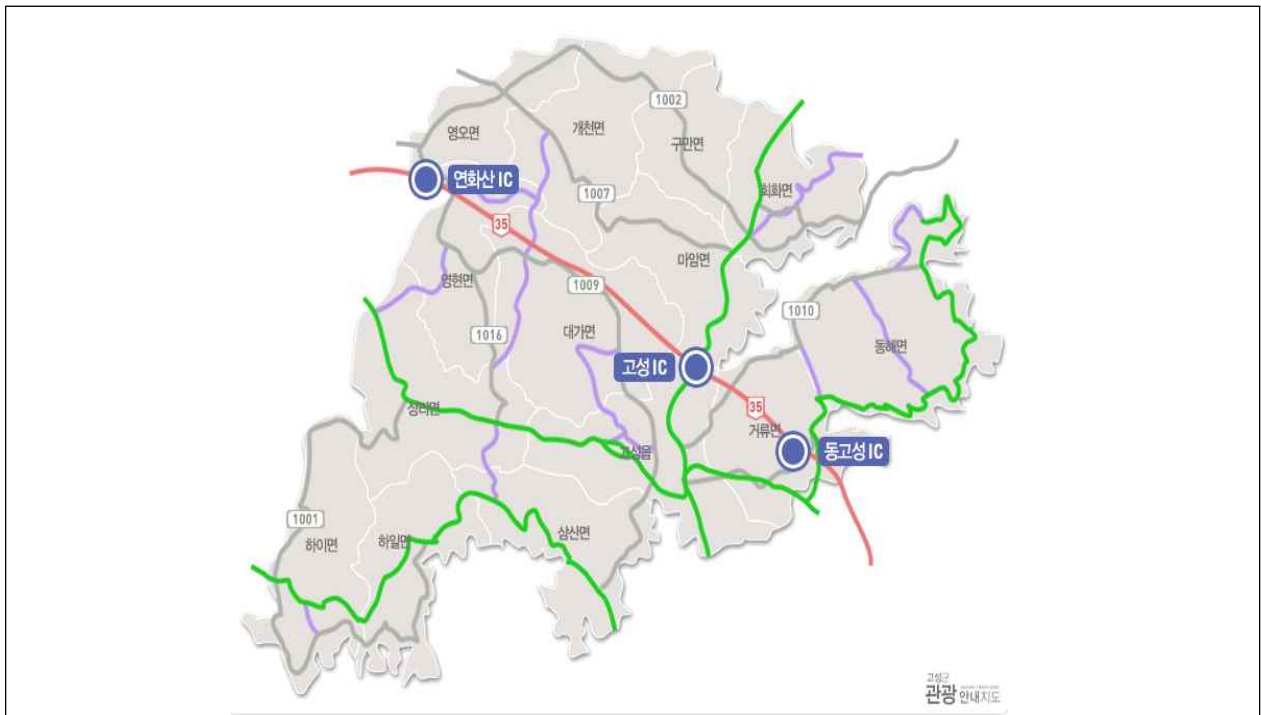 1002
영오면
개천면
구만면
연화산 IC
1007
회화면
35
마암면
영현면
1009
1010
1016
대가면
동해면
고성 IC
35
상리면
거류면
고성읍
동고성 IC
1001
하이면
하일면
삼산면
고성군
관광 안내지도